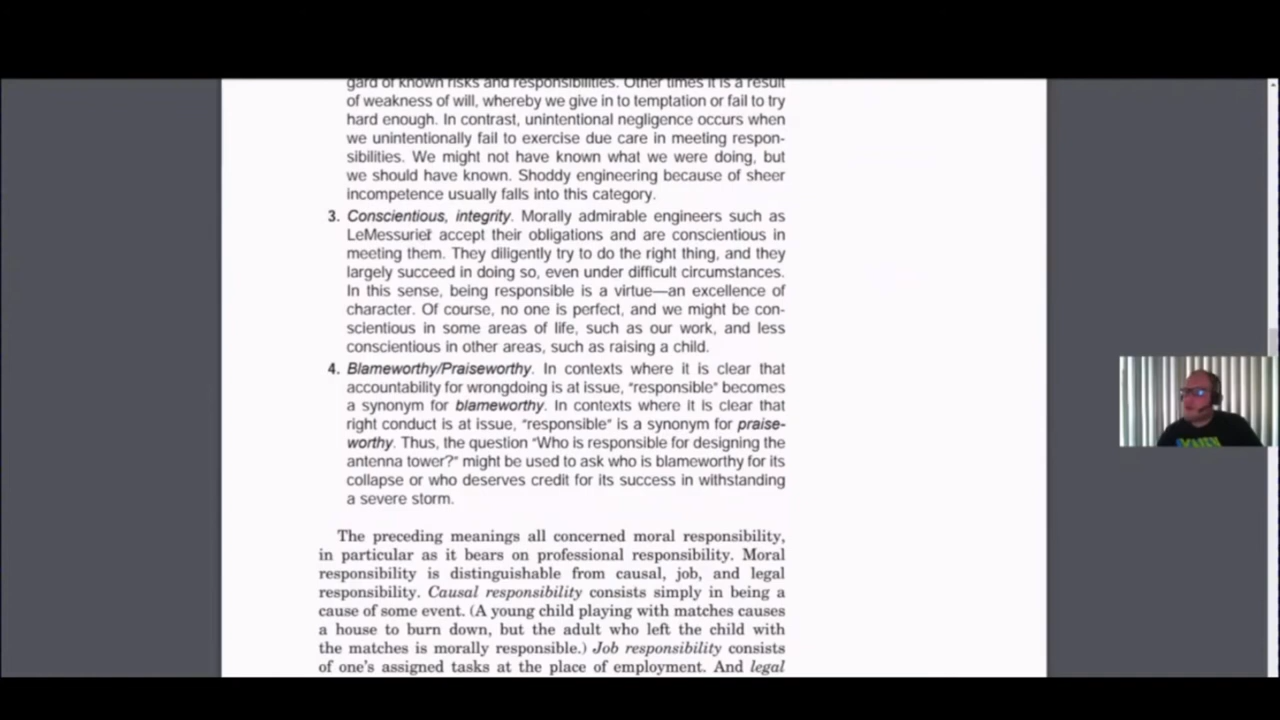 gard of known risks and responsibilities. Other times it is a result
of weakness of will, whereby we give in to temptation or fail to try
hard enough. In contrast, unintentional negligence occurs when
we unintentionally fail to exercise due care in meeting respon-
sibilities. We might not have known what we were doing, but
we should have known. Shoddy engineering because of sheer
incompetence usually falls into this category.
3. Conscientious, integrity. Morally admirable engineers such as
LeMessurier accept their obligations and are conscientious in
meeting them. They diligently try to do the right thing, and they
largely succeed in doing so, even under difficult circumstances.
In this sense, being responsible is a virtue—an excellence of
character. Of course, no one is perfect, and we might be con-
scientious in some areas of life, such as our work, and less
conscientious in other areas, such as raising a child.
4. Blameworthy/Praiseworthy. In contexts where it is clear that
accountability for wrongdoing is at issue, "responsible" becomes
a synonym for blameworthy. In contexts where it is clear that
right conduct is at issue, "responsible" is a synonym for praise-
worthy. Thus, the question "Who is responsible for designing the
antenna tower?" might be used to ask who is blameworthy for its
collapse or who deserves credit for its success in withstanding
a severe storm.
The preceding meanings all concerned moral responsibility,
in particular as it bears on professional responsibility. Moral
responsibility is distinguishable from causal, job, and legal
responsibility. Causal responsibility consists simply in being a
cause of some event. (A young child playing with matches causes
a house to burn down, but the adult who left the child with
the matches is morally responsible.) Job responsibility consists
of one's assigned tasks at the place of employment. And legal